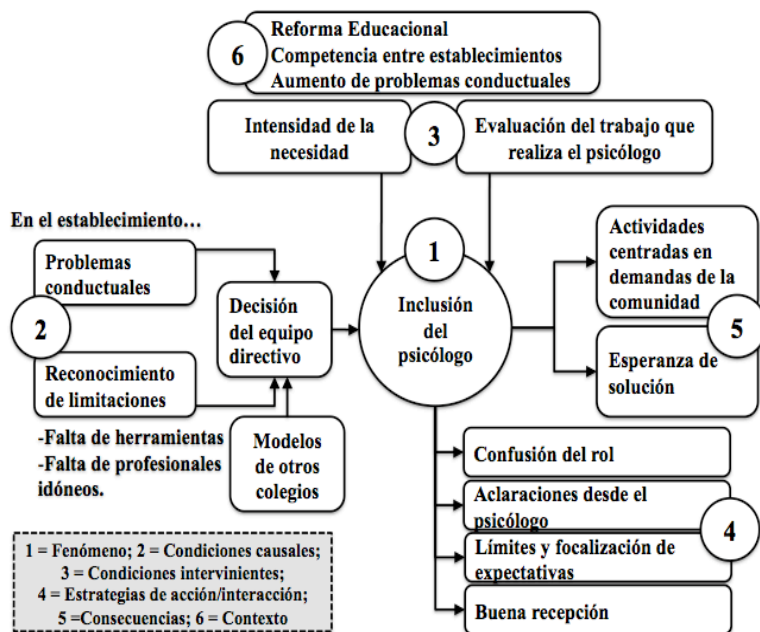 6
Reforma Educacional
Competencia entre establecimientos
Aumento de problemas conductuales
Intensidad de la
necesidad
3
Evaluación del trabajo que
realiza el psicólogo
En el establecimiento...
Problemas
conductuales
2
Reconocimiento
de limitaciones
-Falta de herramientas
-Falta de profesionales
idóneos.
Decisión
del equipo
directivo
Modelos
de otros
colegios
1
Inclusión
del
psicólogo
Actividades
centradas en
demandas de la
comunidad
5
Esperanza de
solución
Confusión del rol
Aclaraciones desde el
psicólogo
4
Límites y focalización de
expectativas
Buena recepción
1 = Fenómeno; 2 = Condiciones causales;
3 = Condiciones intervinientes;
4 = Estrategias de acción/interacción;
5 =Consecuencias; 6 = Contexto